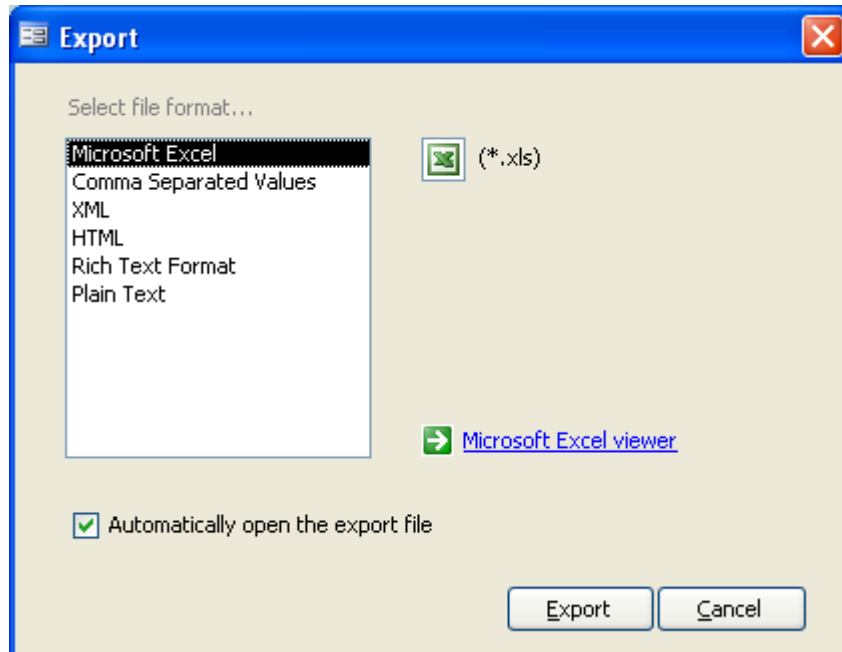 Export
Select file format...
Microsoft Excel
(*.xls)
Comma Separated Values
XML
HTML
Rich Text Format
Plain Text
Microsoft Excel viewer
Automatically open the export file
Export
Cancel